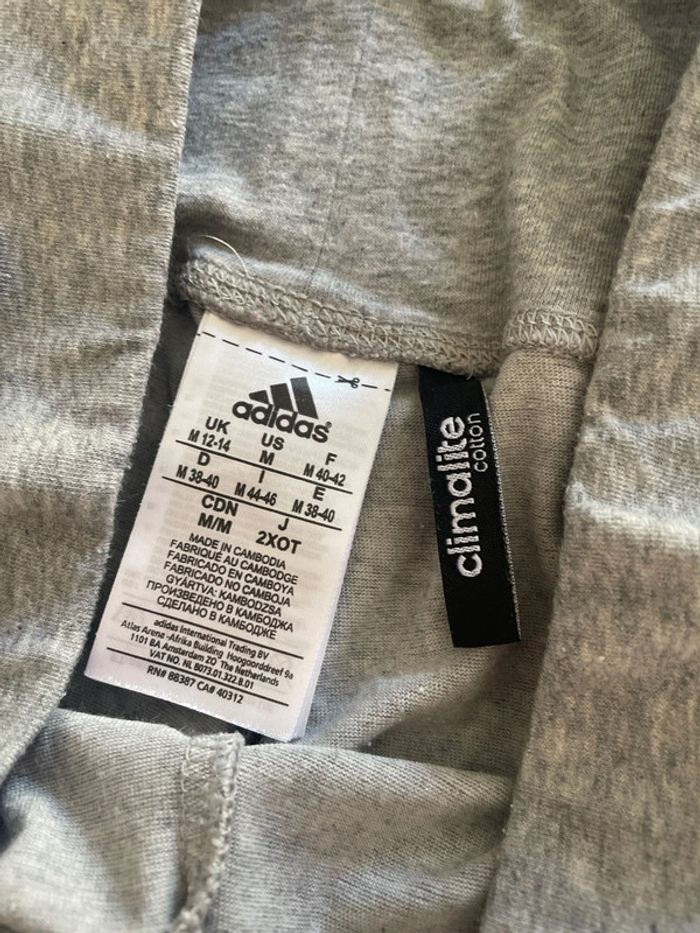 adidas
UK US F
M 12-14 M M 40-42
D I E
M 38-40 M 44-46 M 38-40
CDN J
M/M 2XOT
MADE IN CAMBODIA
FABRIQUÉ AU CAMBODGE
FABRICADO EN CAMBOYA
FABRICADO NO CAMBOJA
GYÁRTVA: KAMBODZSA
ПРОИЗВЕДЕНО В КАМБОДЖА
СДЕЛАНО В КАМБОДЖЕ
adidas International Trading BV
Atlas Arena -Afrika Building Hoogoorddreef 9a
1101 BA Amsterdam ZO The Netherlands
VAT NO. NL 8073.01.322.B.01
RN# 88387 CA# 40312
climalite
cotton